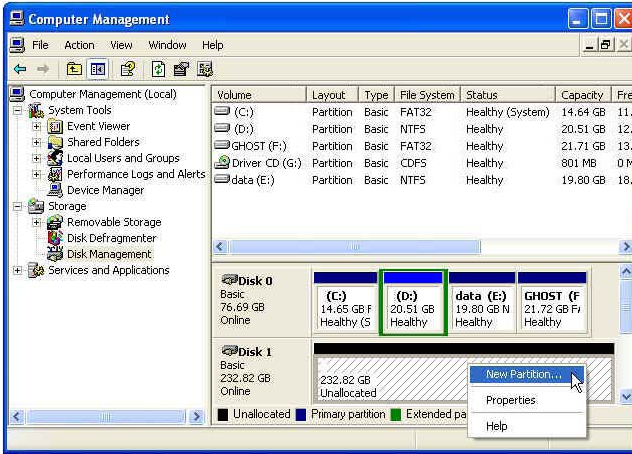 Computer Management
File Action View Window Help
Computer Management (Local)
System Tools
Event Viewer
Shared Folders
Local Users and Groups
Performance Logs and Alerts
Device Manager
Storage
Removable Storage
Disk Defragmenter
Disk Management
Services and Applications
Volume Layout Type File System Status Capacity Fre
(C:) Partition Basic FAT32 Healthy (System) 14.64 GB 11.
(D:) Partition Basic NTFS Healthy 20.51 GB 12.
GHOST (F:) Partition Basic FAT32 Healthy 21.71 GB 13.
Driver CD (G:) Partition Basic CDFS Healthy 801 MB 0 M
data (E:) Partition Basic NTFS Healthy 19.80 GB 18.
Disk 0
Basic
76.69 GB
Online
(C:)
14.65 GB F
Healthy (S
(D:)
20.51 GB
Healthy
data (E:)
19.80 GB N
Healthy
GHOST (F
21.72 GB FA
Healthy
Disk 1
Basic
232.82 GB
Online
232.82 GB
Unallocated
New Partition...
Properties
Help
Unallocated Primary partition Extended pa